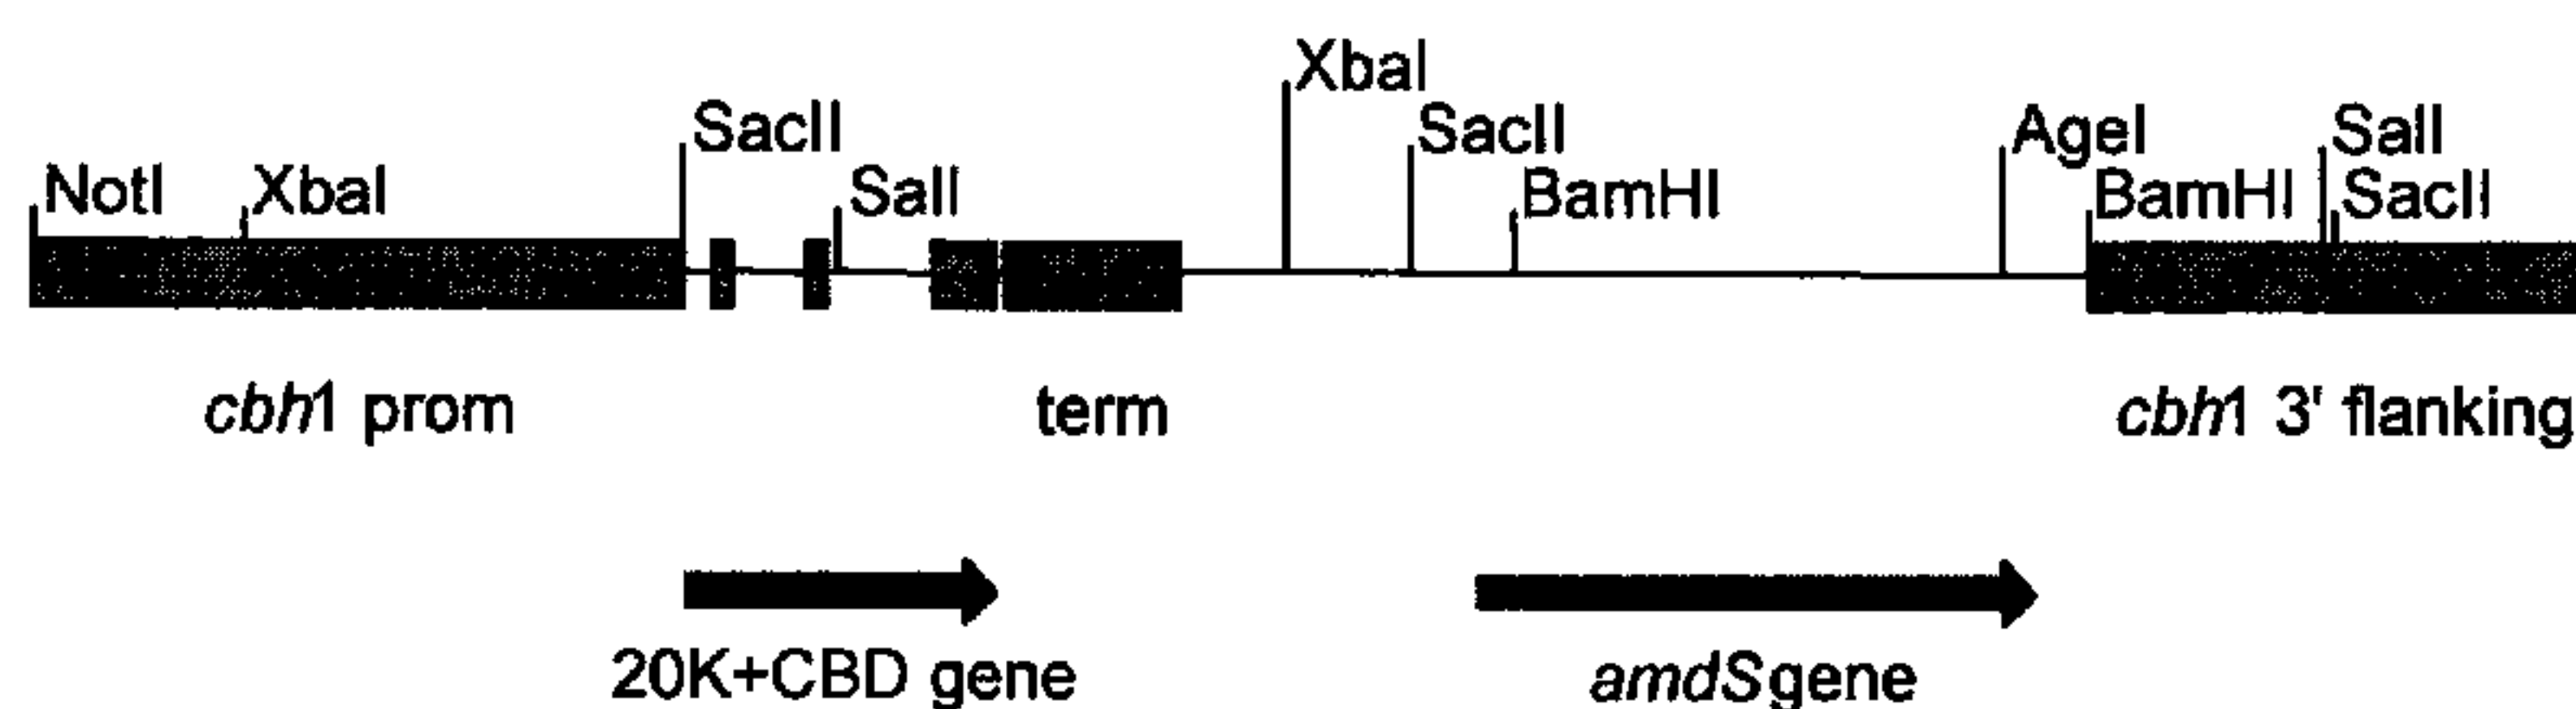 XbaI
SacII
SacII
AgeI
SalI
NotI
XbaI
SalI
BamHI
BamHI
SacII
cbh1 prom
term
cbh1 3' flanking
20K+CBD gene
amdS gene